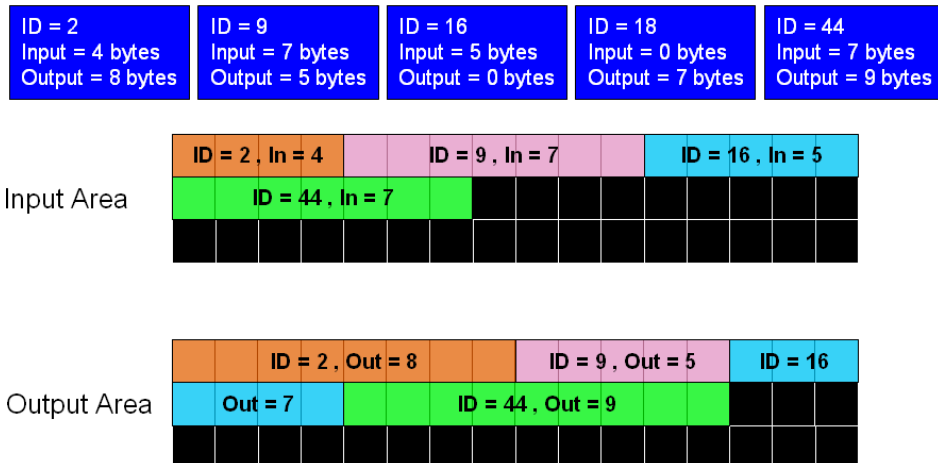 ID = 2
Input = 4 bytes
Output = 8 bytes
ID = 9
Input = 7 bytes
Output = 5 bytes
ID = 16
Input = 5 bytes
Output = 0 bytes
ID = 18
Input = 0 bytes
Output = 7 bytes
ID = 44
Input = 7 bytes
Output = 9 bytes
Input Area
ID = 2 , In = 4
ID = 9 , In = 7
ID = 16 , In = 5
ID = 44 , In = 7
Output Area
ID = 2 , Out = 8
ID = 9 , Out = 5
ID = 16
Out = 7
ID = 44 , Out = 9